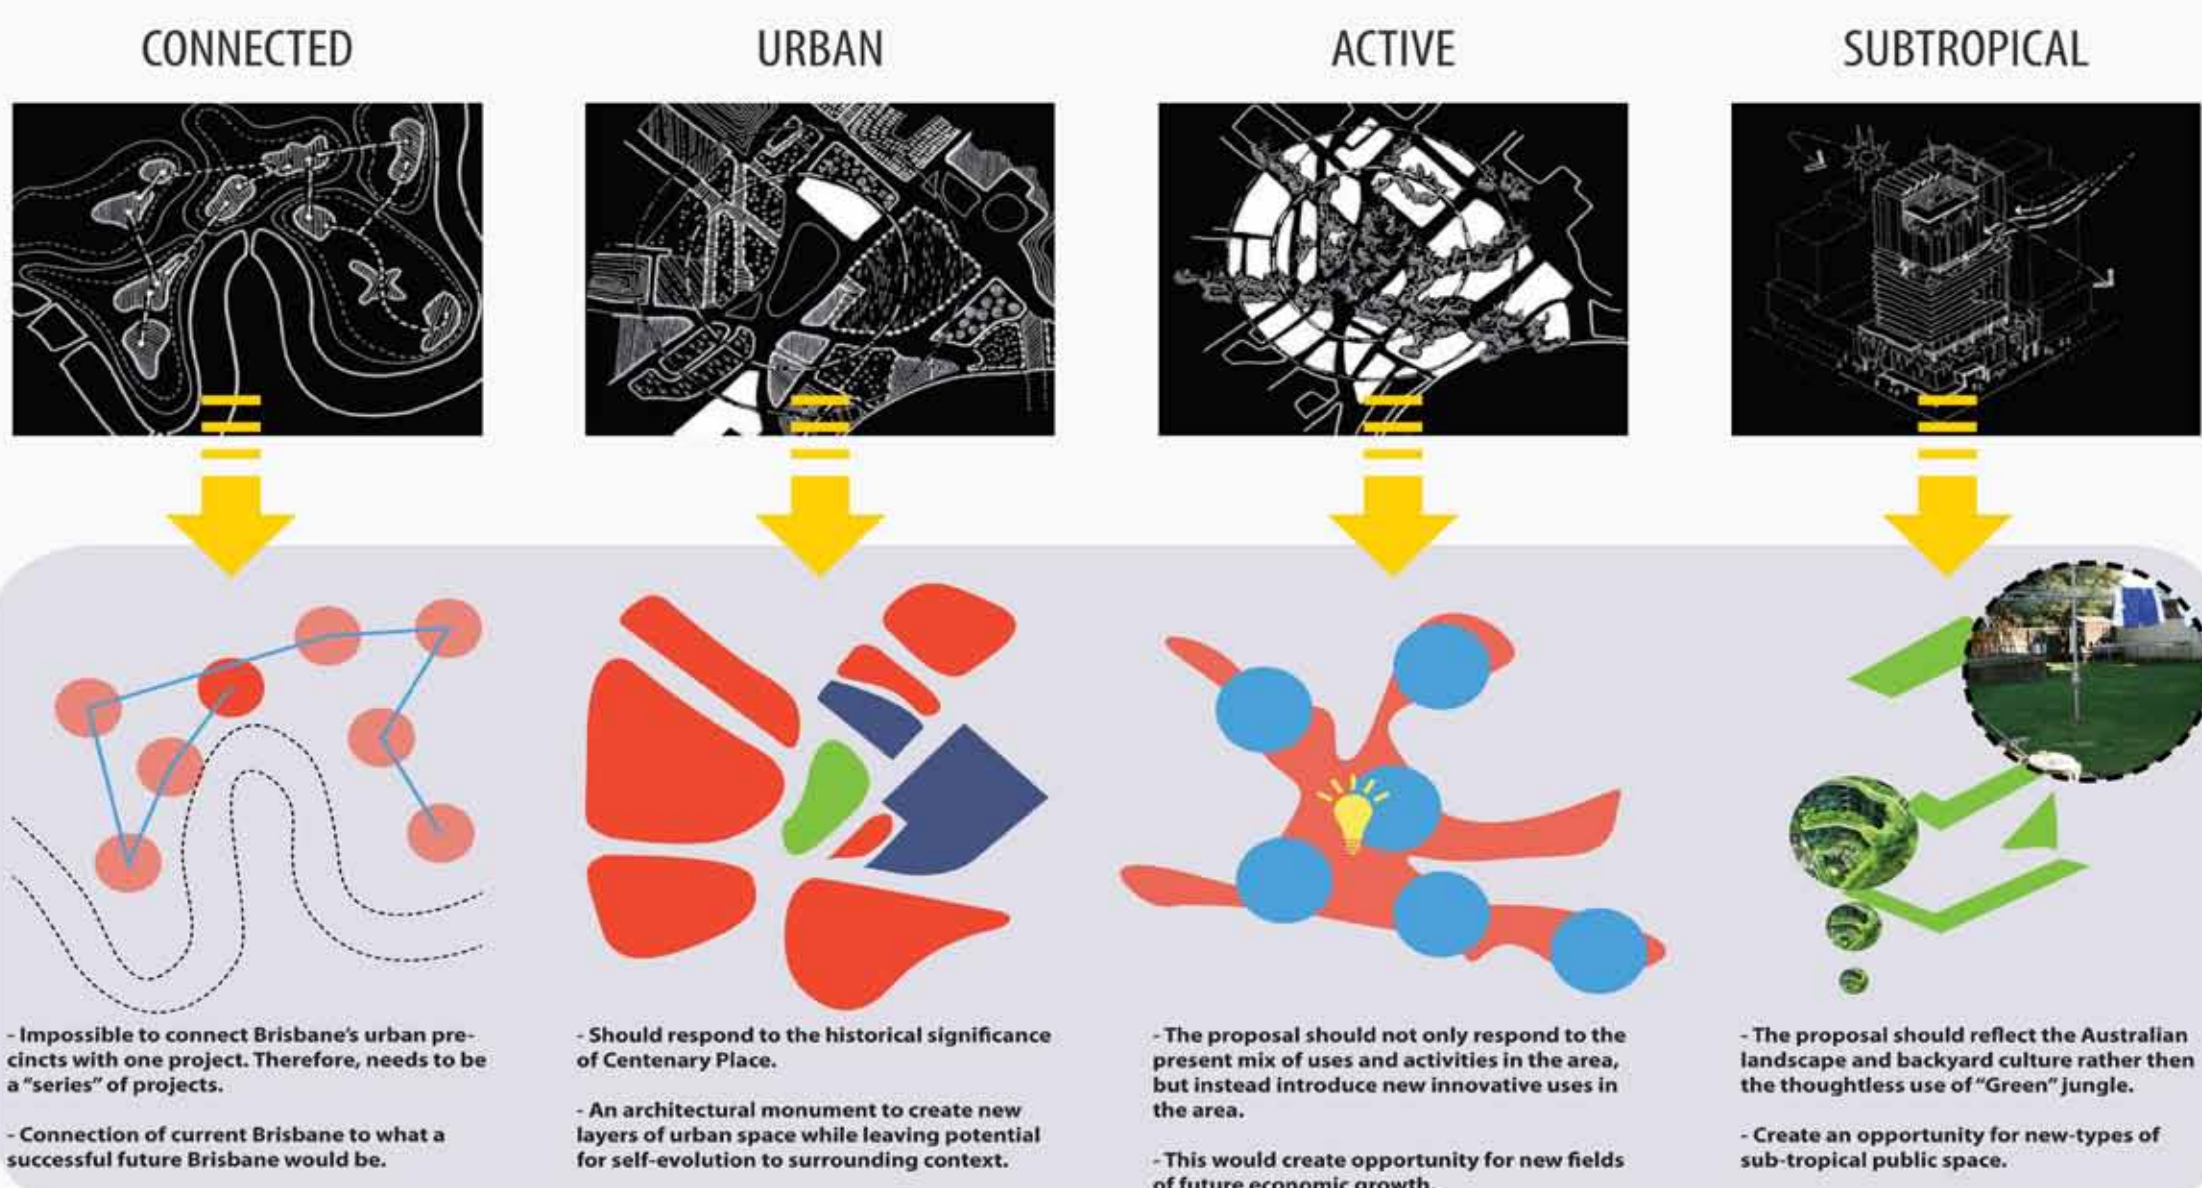 CONNECTED
URBAN
ACTIVE
SUBTROPICAL
- Impossible to connect Brisbane's urban pre-
cincts with one project. Therefore, needs to be
a "series" of projects.
- Connection of current Brisbane to what a
successful future Brisbane would be.
- Should respond to the historical significance
of Centenary Place.
- An architectural monument to create new
layers of urban space while leaving potential
for self-evolution to surrounding context.
- The proposal should not only respond to the
present mix of uses and activities in the area,
but instead introduce new innovative uses in
the area.
- This would create opportunity for new fields
of future economic growth.
- The proposal should reflect the Australian
landscape and backyard culture rather then
the thoughtless use of "Green" jungle.
- Create an opportunity for new-types of
sub-tropical public space.